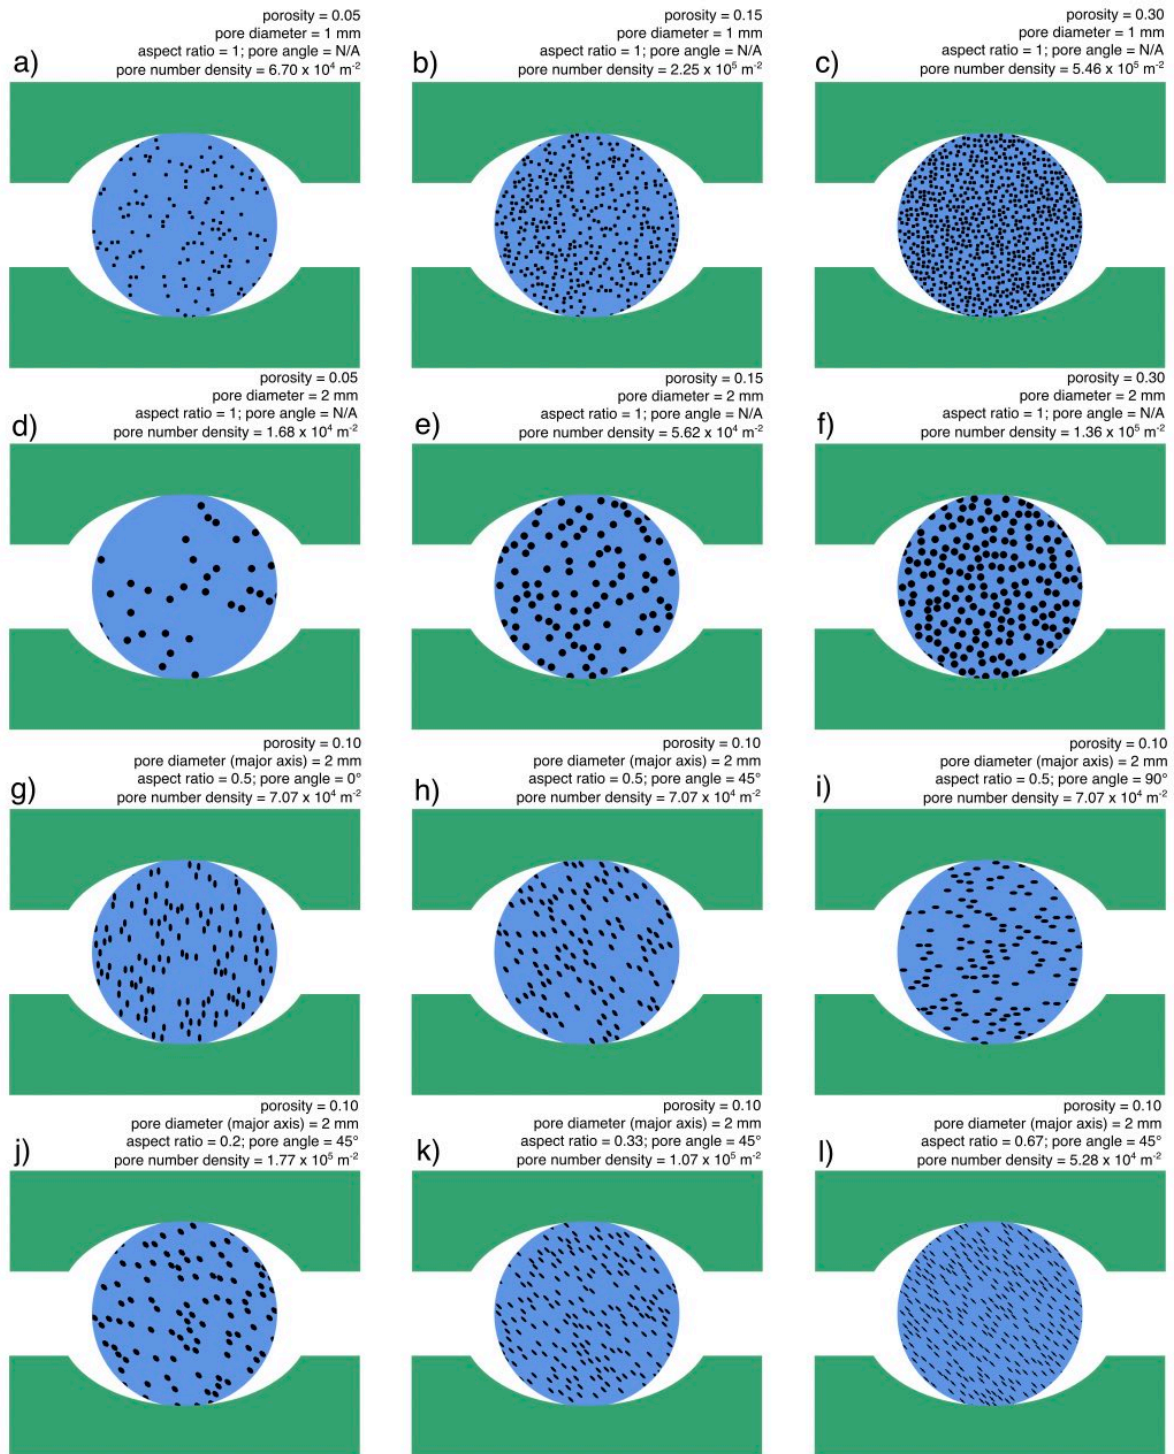 porosity = 0.05
pore diameter = 1 mm
aspect ratio = 1; pore angle = N/A
pore number density = 6.70 x 10⁴ m⁻²
a)
porosity = 0.15
pore diameter = 1 mm
aspect ratio = 1; pore angle = N/A
pore number density = 2.25 x 10⁵ m⁻²
b)
porosity = 0.30
pore diameter = 1 mm
aspect ratio = 1; pore angle = N/A
pore number density = 5.46 x 10⁵ m⁻²
c)
porosity = 0.05
pore diameter = 2 mm
aspect ratio = 1; pore angle = N/A
pore number density = 1.68 x 10⁴ m⁻²
d)
porosity = 0.15
pore diameter = 2 mm
aspect ratio = 1; pore angle = N/A
pore number density = 5.62 x 10⁴ m⁻²
e)
porosity = 0.30
pore diameter = 2 mm
aspect ratio = 1; pore angle = N/A
pore number density = 1.36 x 10⁵ m⁻²
f)
porosity = 0.10
pore diameter (major axis) = 2 mm
aspect ratio = 0.5; pore angle = 0°
pore number density = 7.07 x 10⁴ m⁻²
g)
porosity = 0.10
pore diameter (major axis) = 2 mm
aspect ratio = 0.5; pore angle = 45°
pore number density = 7.07 x 10⁴ m⁻²
h)
porosity = 0.10
pore diameter (major axis) = 2 mm
aspect ratio = 0.5; pore angle = 90°
pore number density = 7.07 x 10⁴ m⁻²
i)
porosity = 0.10
pore diameter (major axis) = 2 mm
aspect ratio = 0.2; pore angle = 45°
pore number density = 1.77 x 10⁵ m⁻²
j)
porosity = 0.10
pore diameter (major axis) = 2 mm
aspect ratio = 0.33; pore angle = 45°
pore number density = 1.07 x 10⁵ m⁻²
k)
porosity = 0.10
pore diameter (major axis) = 2 mm
aspect ratio = 0.67; pore angle = 45°
pore number density = 5.28 x 10⁴ m⁻²
l)